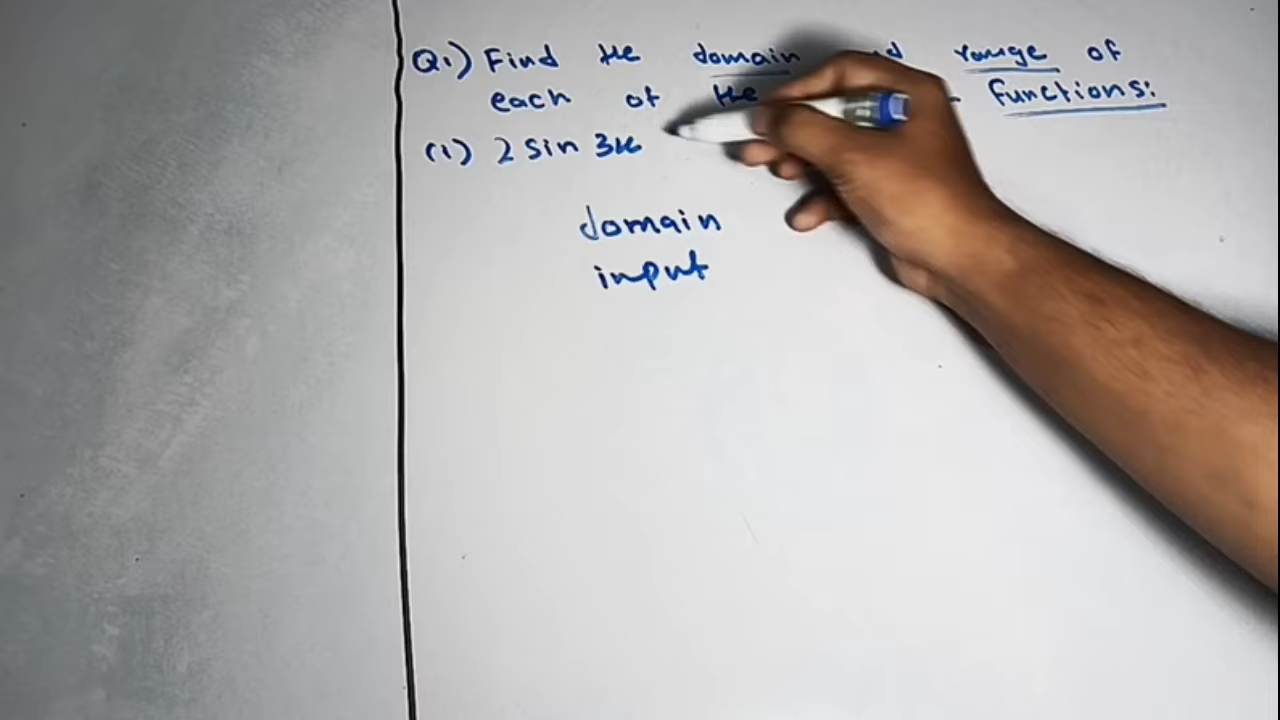 Q1) Find the domain range of
each of the functions:
(1) 2 sin 3x
domain
input